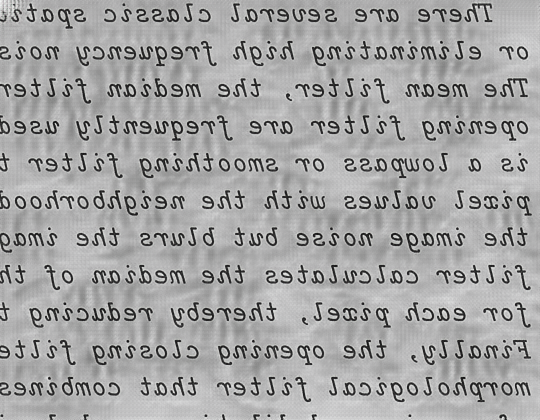 There are several classic spati
or eliminating high frequency nois
The mean filter, the median filter
opening filter are frequently used
is a lowpass or smoothing filter t
pixel values with the neighborhood
the image noise but blurs the imag
filter calculates the median of th
for each pixel, thereby reducing t
Finally, the opening closing filte
morphological filter that combines